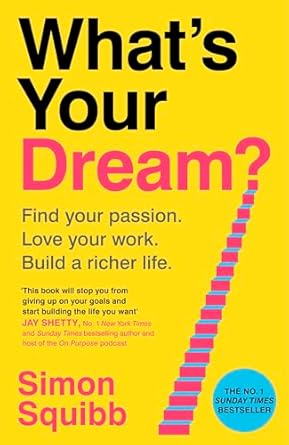 What's
Your
Dream?
Find your passion.
Love your work.
Build a richer life.
'This book will stop you from
giving up on your goals and
start building the life you want'
JAY SHETTY, No. 1 New York Times
and Sunday Times bestselling author and
host of the On Purpose podcast
Simon
Squibb
THE NO. 1
SUNDAY TIMES
BESTSELLER